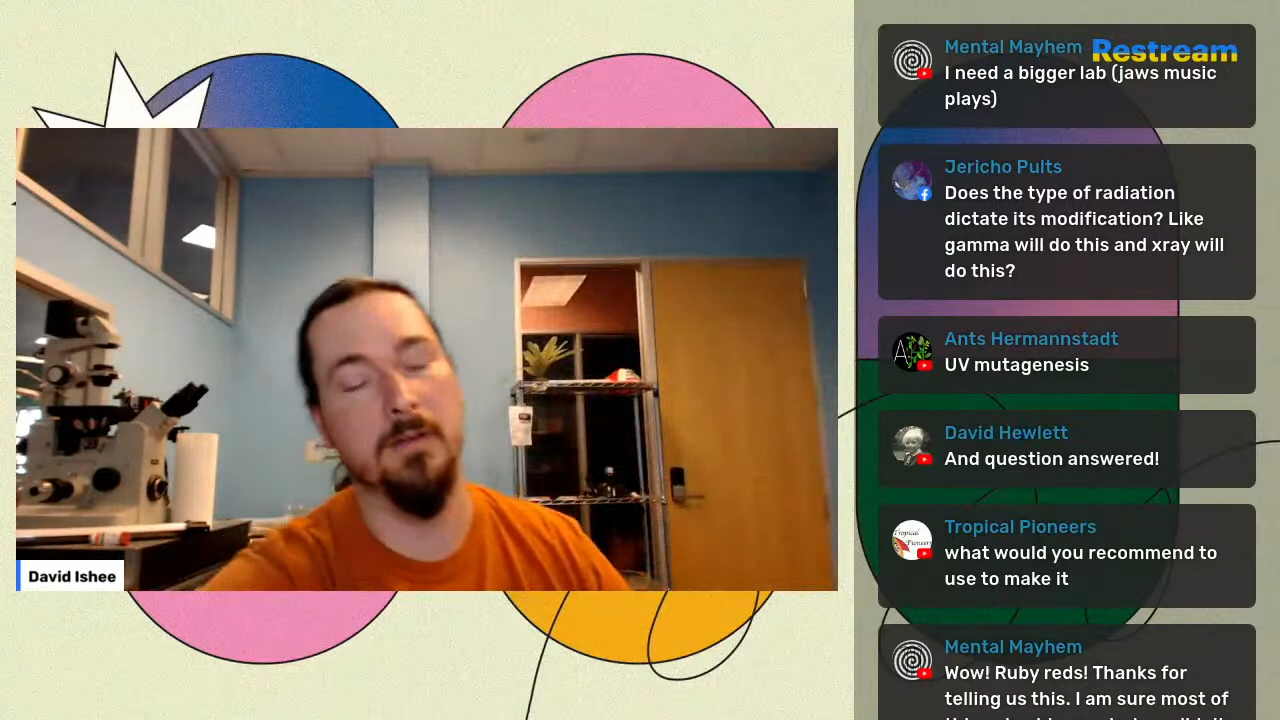 Mental Mayhem
Restream
I need a bigger lab (jaws music
plays)
Jericho Pults
Does the type of radiation
dictate its modification? Like
gamma will do this and xray will
do this?
Ants Hermannstadt
UV mutagenesis
David Hewlett
And question answered!
Tropical Pioneers
what would you recommend to
use to make it
Mental Mayhem
Wow! Ruby reds! Thanks for
telling us this. I am sure most of
David Ishee